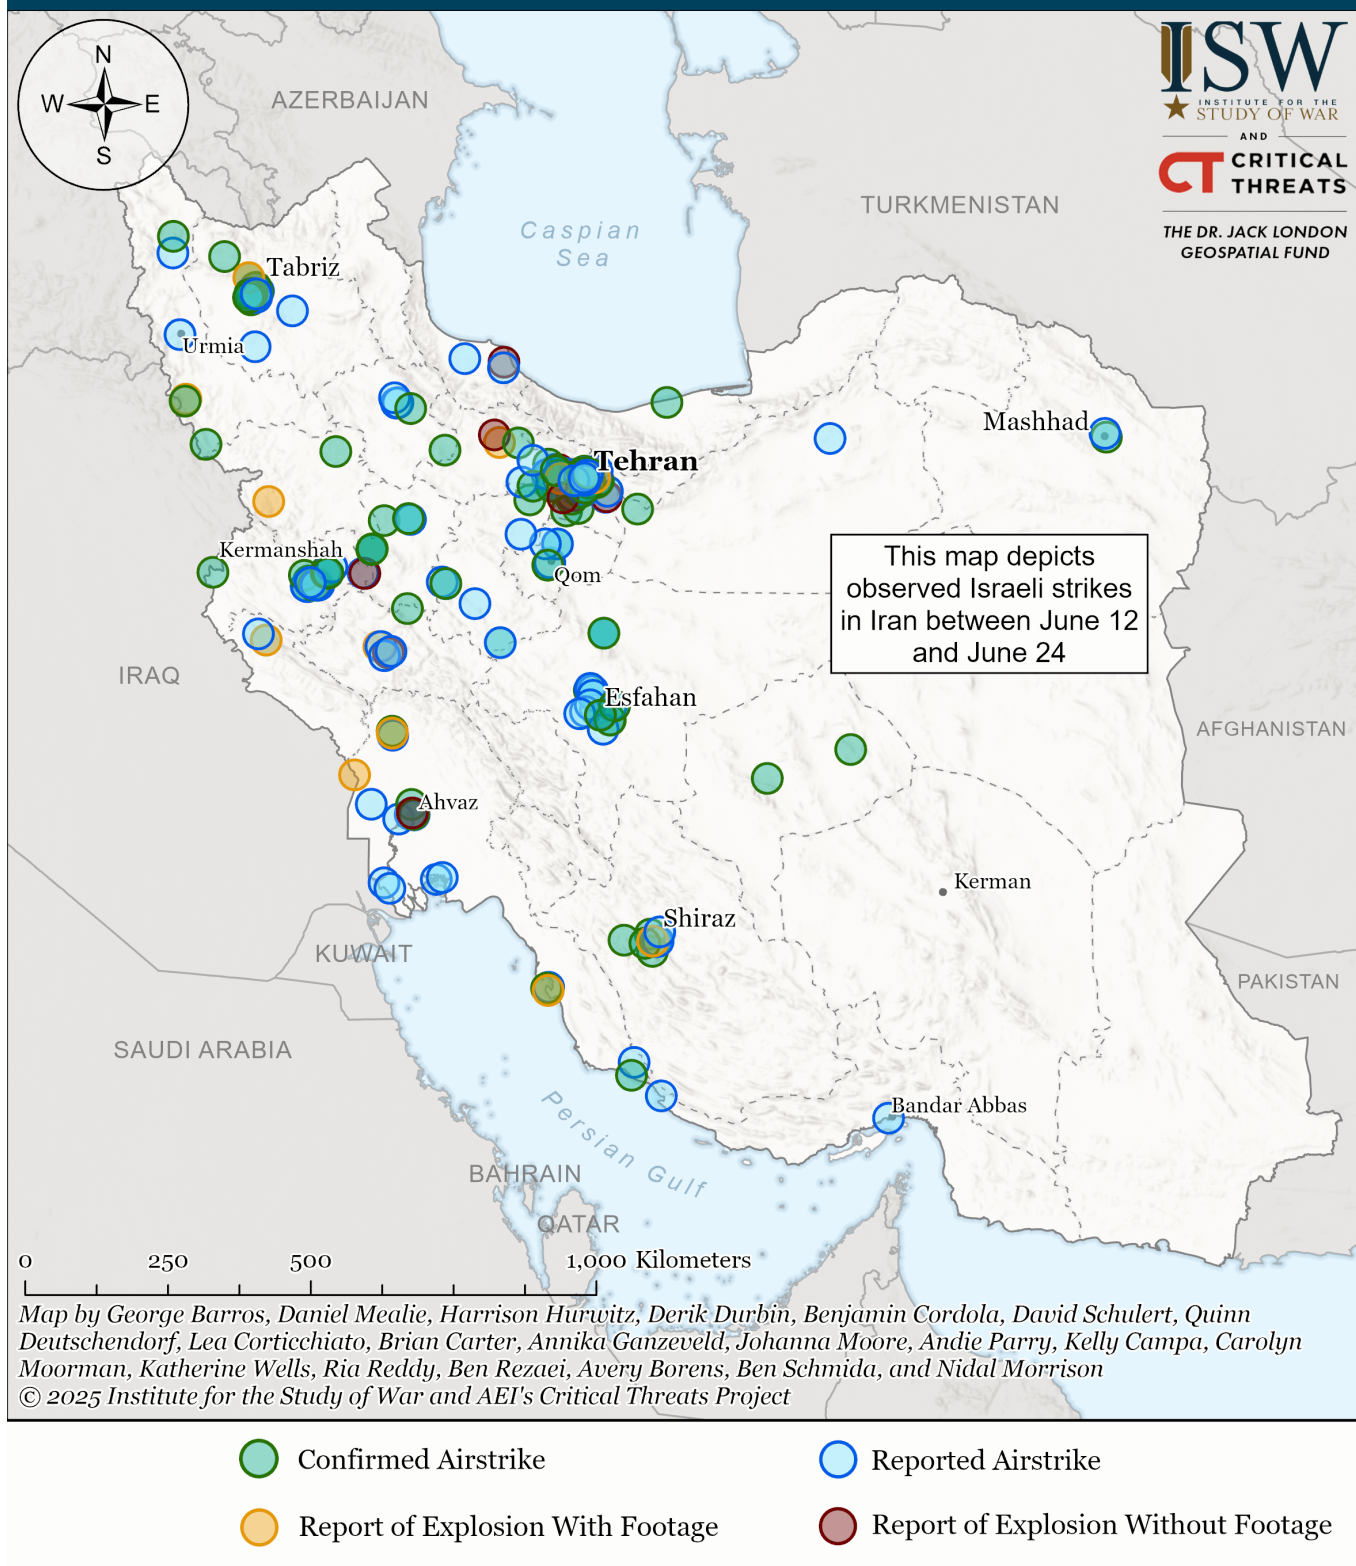 N
W E
S
ISW
INSTITUTE FOR THE
STUDY OF WAR
AND
CT CRITICAL
THREATS
THE DR. JACK LONDON
GEOSPATIAL FUND
AZERBAIJAN
TURKMENISTAN
Caspian
Sea
Tabriz
Urmia
Mashhad
Tehran
Kermanshah
Qom
This map depicts
observed Israeli strikes
in Iran between June 12
and June 24
IRAQ
Esfahan
AFGHANISTAN
Ahvaz
Kerman
Shiraz
KUWAIT
PAKISTAN
SAUDI ARABIA
Bandar Abbas
Persian Gulf
BAHRAIN
QATAR
0 250 500 1,000 Kilometers
Map by George Barros, Daniel Mealie, Harrison Hurwitz, Derik Durbin, Benjamin Cordola, David Schulert, Quinn
Deutschendorf, Lea Corticchiato, Brian Carter, Annika Ganzeveld, Johanna Moore, Andie Parry, Kelly Campa, Carolyn
Moorman, Katherine Wells, Ria Reddy, Ben Rezaei, Avery Borens, Ben Schmida, and Nidal Morrison
© 2025 Institute for the Study of War and AEI's Critical Threats Project
Confirmed Airstrike
Reported Airstrike
Report of Explosion With Footage
Report of Explosion Without Footage